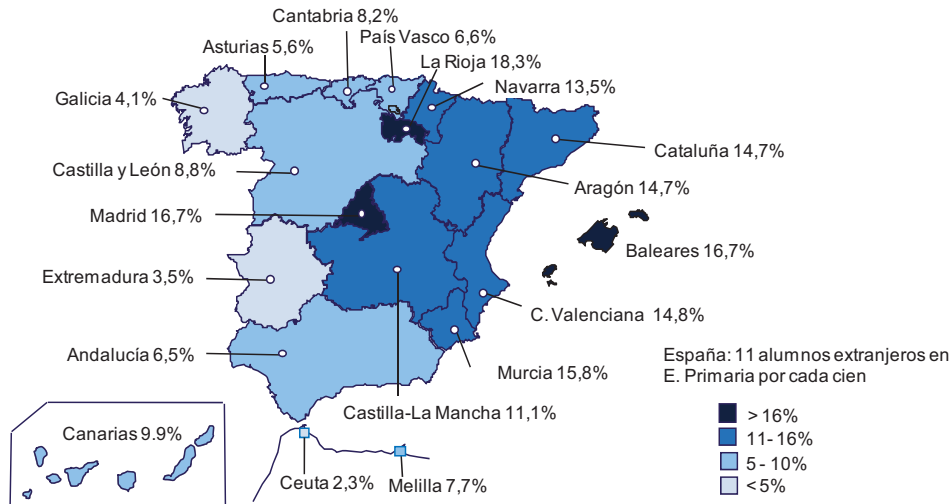 Cantabria 8,2%
País Vasco 6,6%
Asturias 5,6%
La Rioja 18,3%
Navarra 13,5%
Galicia 4,1%
Cataluña 14,7%
Castilla y León 8,8%
Aragón 14,7%
Madrid 16,7%
Baleares 16,7%
Extremadura 3,5%
C. Valenciana 14,8%
Andalucía 6,5%
Murcia 15,8%
España: 11 alumnos extranjeros en
E. Primaria por cada cien
Castilla-La Mancha 11,1%
> 16%
11- 16%
5 - 10%
< 5%
Canarias 9.9%
Ceuta 2,3%
Melilla 7,7%